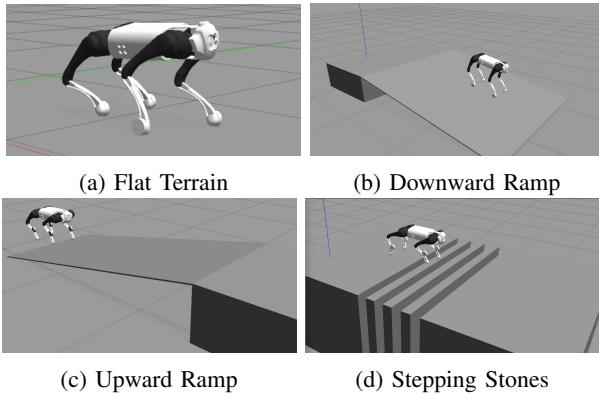 (a) Flat Terrain
(b) Downward Ramp
(c) Upward Ramp
(d) Stepping Stones